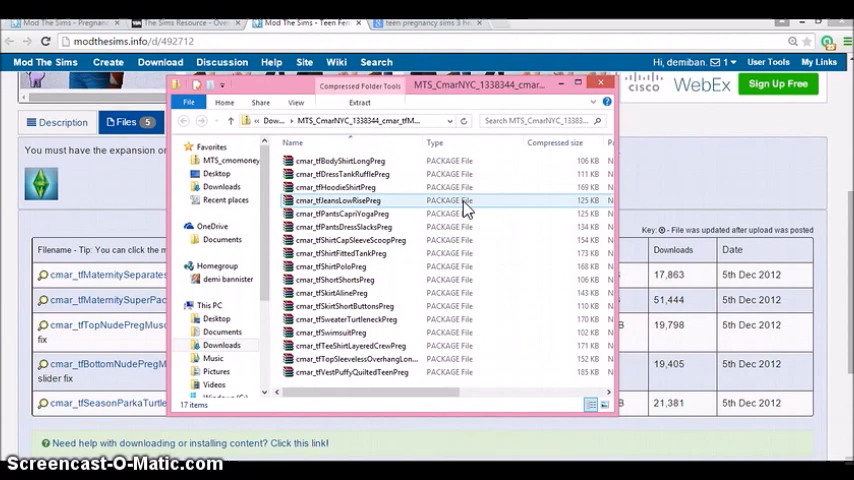 Mod The Sims - Pregnan
The Sims Resource - Ove
Mod The Sims - Teen Fe
teen pregnancy sims 3 h
modthesims.info/d/492712
Mod The Sims Create Download Discussion Help Site Wiki Search Hi, demiban. 1 User Tools My Links
Compressed Folder Tools MTS_CmarNYC_1338344_cmar...
File Home Share View Extract
Dow... MTS_CmarNYC_1338344_cmar_tfM... Search MTS_CmarNYC_13383...
CISCO WebEx Sign Up Free
Description Files 5
You must have the expansion or
Name Type Compressed size
Favorites
MTS_cmomoney
Desktop
Downloads
Recent places
OneDrive
Documents
Homegroup
demi bannister
This PC
Desktop
Documents
Downloads
Music
Pictures
Videos
cmar_tfBodyShirtLongPreg PACKAGE File 106 KB
cmar_tfDressTankRufflePreg PACKAGE File 111 KB
cmar_tfHoodieShirtPreg PACKAGE File 169 KB
cmar_tfJeansLowRisePreg PACKAGE File 125 KB
cmar_tfPantsCapriYogaPreg PACKAGE File 125 KB
cmar_tfPantsDressSlacksPreg PACKAGE File 134 KB
cmar_tfShirtCapSleeveScoopPreg PACKAGE File 154 KB
cmar_tfShirtFittedTankPreg PACKAGE File 173 KB
cmar_tfShirtPoloPreg PACKAGE File 168 KB
cmar_tfShortShortsPreg PACKAGE File 106 KB
cmar_tfSkirtAlinePreg PACKAGE File 143 KB
cmar_tfSkirtShortButtonsPreg PACKAGE File 110 KB
cmar_tfSweaterTurtleneckPreg PACKAGE File 170 KB
cmar_tfSwimsuitPreg PACKAGE File 102 KB
cmar_tfTeeShirtLayeredCrewPreg PACKAGE File 171 KB
cmar_tfTopSleevelessOverhangLon... PACKAGE File 152 KB
cmar_tfVestPuffyQuiltedTeenPreg PACKAGE File 185 KB
17 items
Key: - File was updated after upload was posted
Filename - Tip: You can click the m Downloads Date
cmar_tfMaternitySeparates 17,863 5th Dec 2012
cmar_tfMaternitySuperPac 51,444 5th Dec 2012
cmar_tfTopNudePregMusc 19,798 5th Dec 2012
fix
cmar_tfBottomNudePregM 19,405 5th Dec 2012
slider fix
cmar_tfSeasonParkaTurtle 21,381 5th Dec 2012
Need help with downloading or installing content? Click this link!
Screencast-O-Matic.com